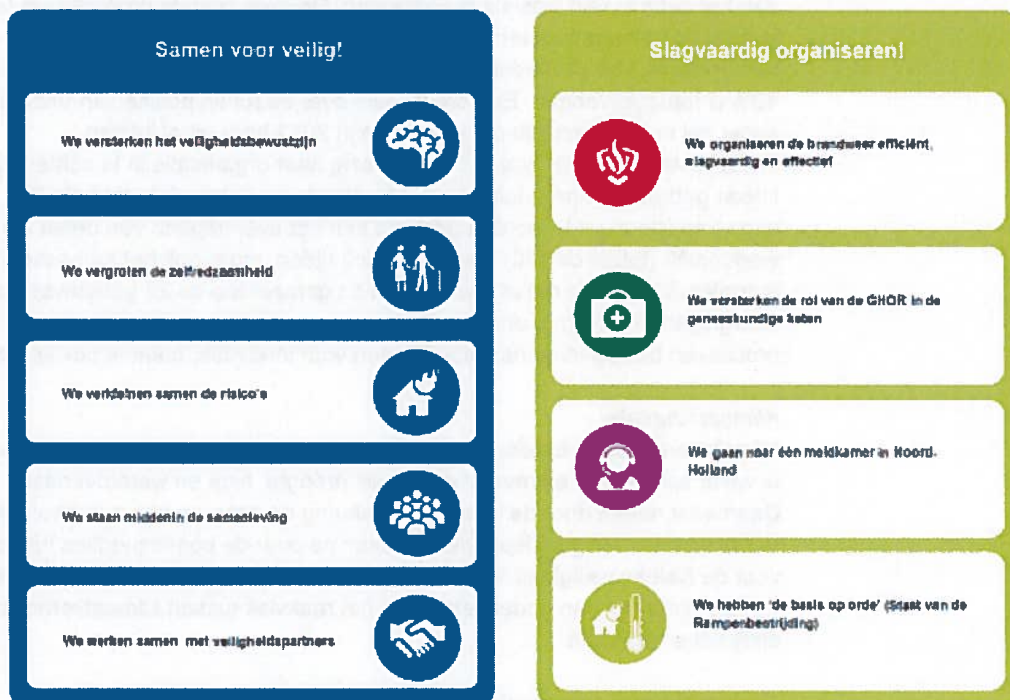 Samen voor veilig!
We versterken het veiligheidsbewustzijn
We vergroten de zelfredzaamheid
We verkleinen samen de risico's
We staan midden in de samenleving
We werken samen met veiligheidspartners
Slagvaardig organiseren!
We organiseren de brandweer efficiënt,
slagvaardig en effectief
We versterken de rol van de GHOR in de
geneeskundige keten
We gaan naar één meldkamer in Noord-
Holland
We hebben 'de basis op orde' (Staat van de
Rampenbestrijding)